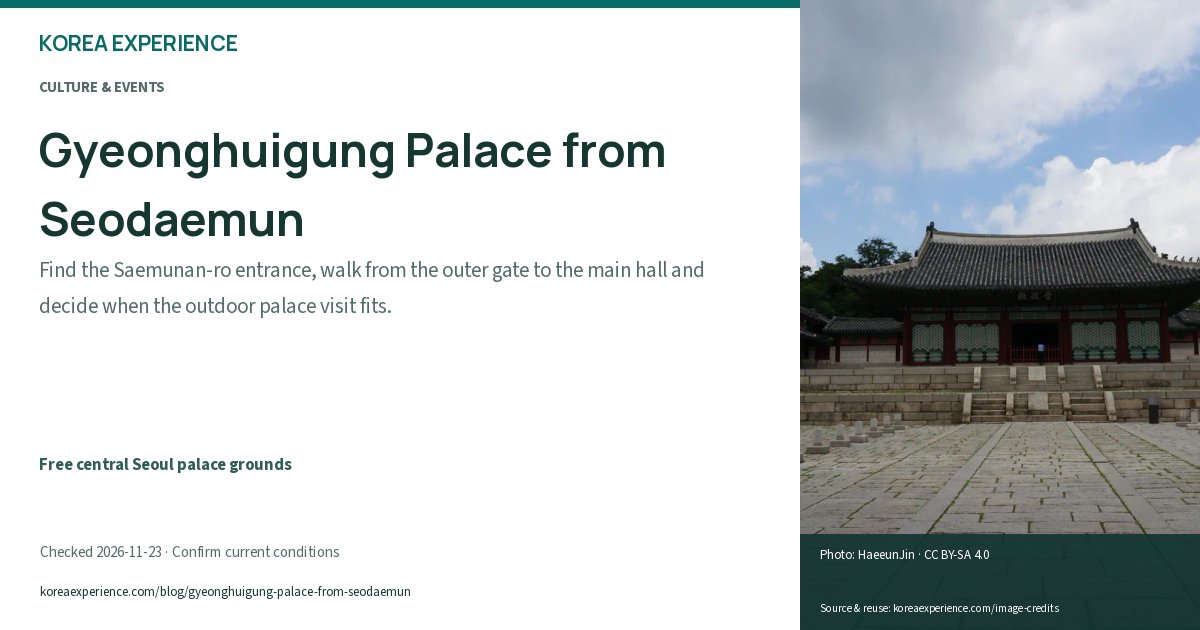 KOREA EXPERIENCE
CULTURE & EVENTS
Gyeonghuigung Palace from
Seodaemun
Find the Saemunan-ro entrance, walk from the outer gate to the main hall and
decide when the outdoor palace visit fits.
Free central Seoul palace grounds
Checked 2026-11-23 · Confirm current conditions
koreaexperience.com/blog/gyeonghuigung-palace-from-seodaemun
Photo: HaeeunJin · CC BY-SA 4.0
Source & reuse: koreaexperience.com/image-credits